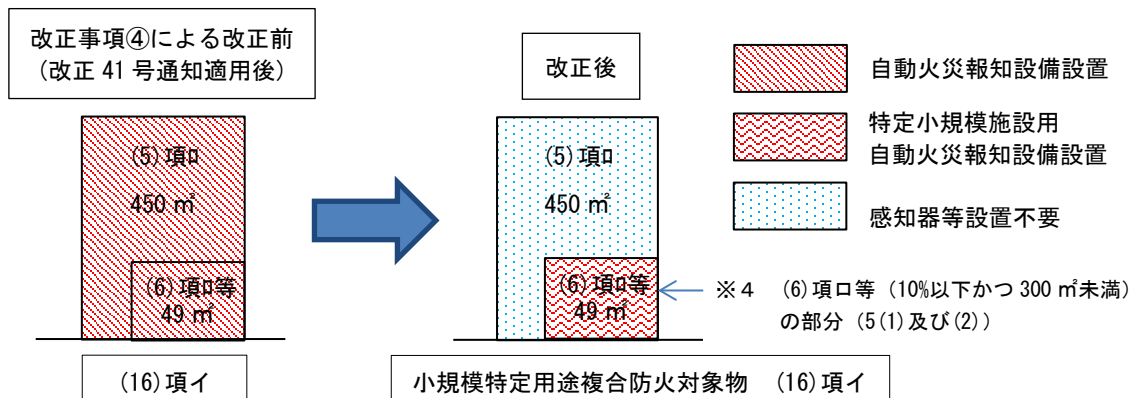 改正事項④による改正前
(改正 41 号通知適用後)
(5)項ロ
450 ㎡
(6)項ロ等
49 ㎡
(16)項イ
改正後
(5)項ロ
450 ㎡
(6)項ロ等
49 ㎡
小規模特定用途複合防火対象物 (16)項イ
自動火災報知設備設置
特定小規模施設用
自動火災報知設備設置
感知器等設置不要
※４ (6)項ロ等 (10%以下かつ 300 ㎡未満)
の部分 (5(1)及び(2))